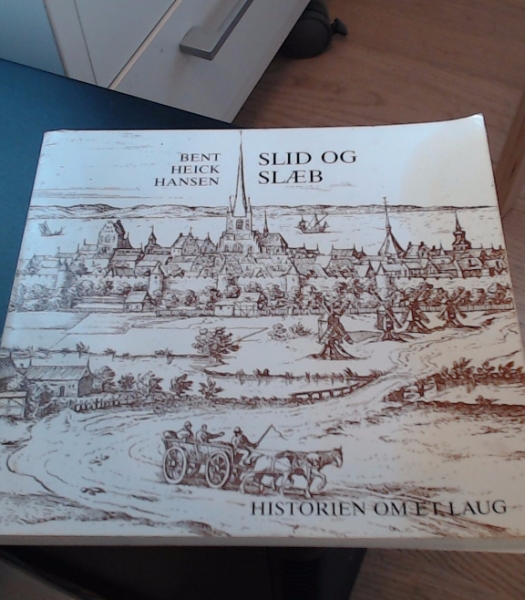 BENT
HEICK
HANSEN
SLID OG
SLÆB
HISTORIEN OM ET LAUG